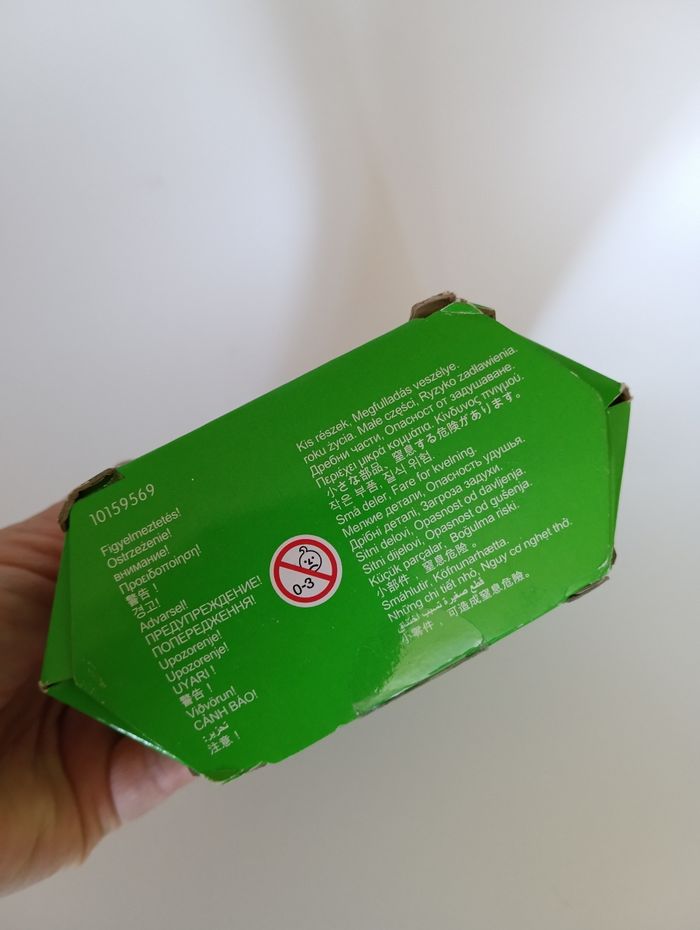 10159569
Figyelmeztetés!
Ostrzeżenie!
внимание!
Προειδοποίηση!
警告！
경고!
Advarsel!
ПРЕДУПРЕЖДЕНИЕ!
ПОПЕРЕДЖЕННЯ!
Upozorenje!
Upozorenje!
UYARI !
警告！
Viðvörun!
CẢNH BÁO!
تحذير:
注意！
0-3
Kis részek, Megfulladás veszélye.
roku życia. Małe części, Ryzyko zadławienia.
Дребни части, Опасност от задушаване.
Περιέχει μικρά κομμάτια. Κίνδυνος πνιγμού.
小さな部品、窒息する危険があります。
작은 부품, 질식 위험.
Små deler, Fare for kvelning.
Мелкие детали, Опасность удушья.
Дрібні деталі, Загроза задухи.
Sitni delovi, Opasnost od davljenja.
Sitni dijelovi, Opasnost od gušenja.
Küçük parçalar, Boğulma riski.
小部件，窒息危险。
Smáhlutir, Köfnunarhætta.
Những chi tiết nhỏ, Nguy cơ nghẹt thở.
قطع صغيرة تسبب اختناق
小零件，可造成窒息危險。